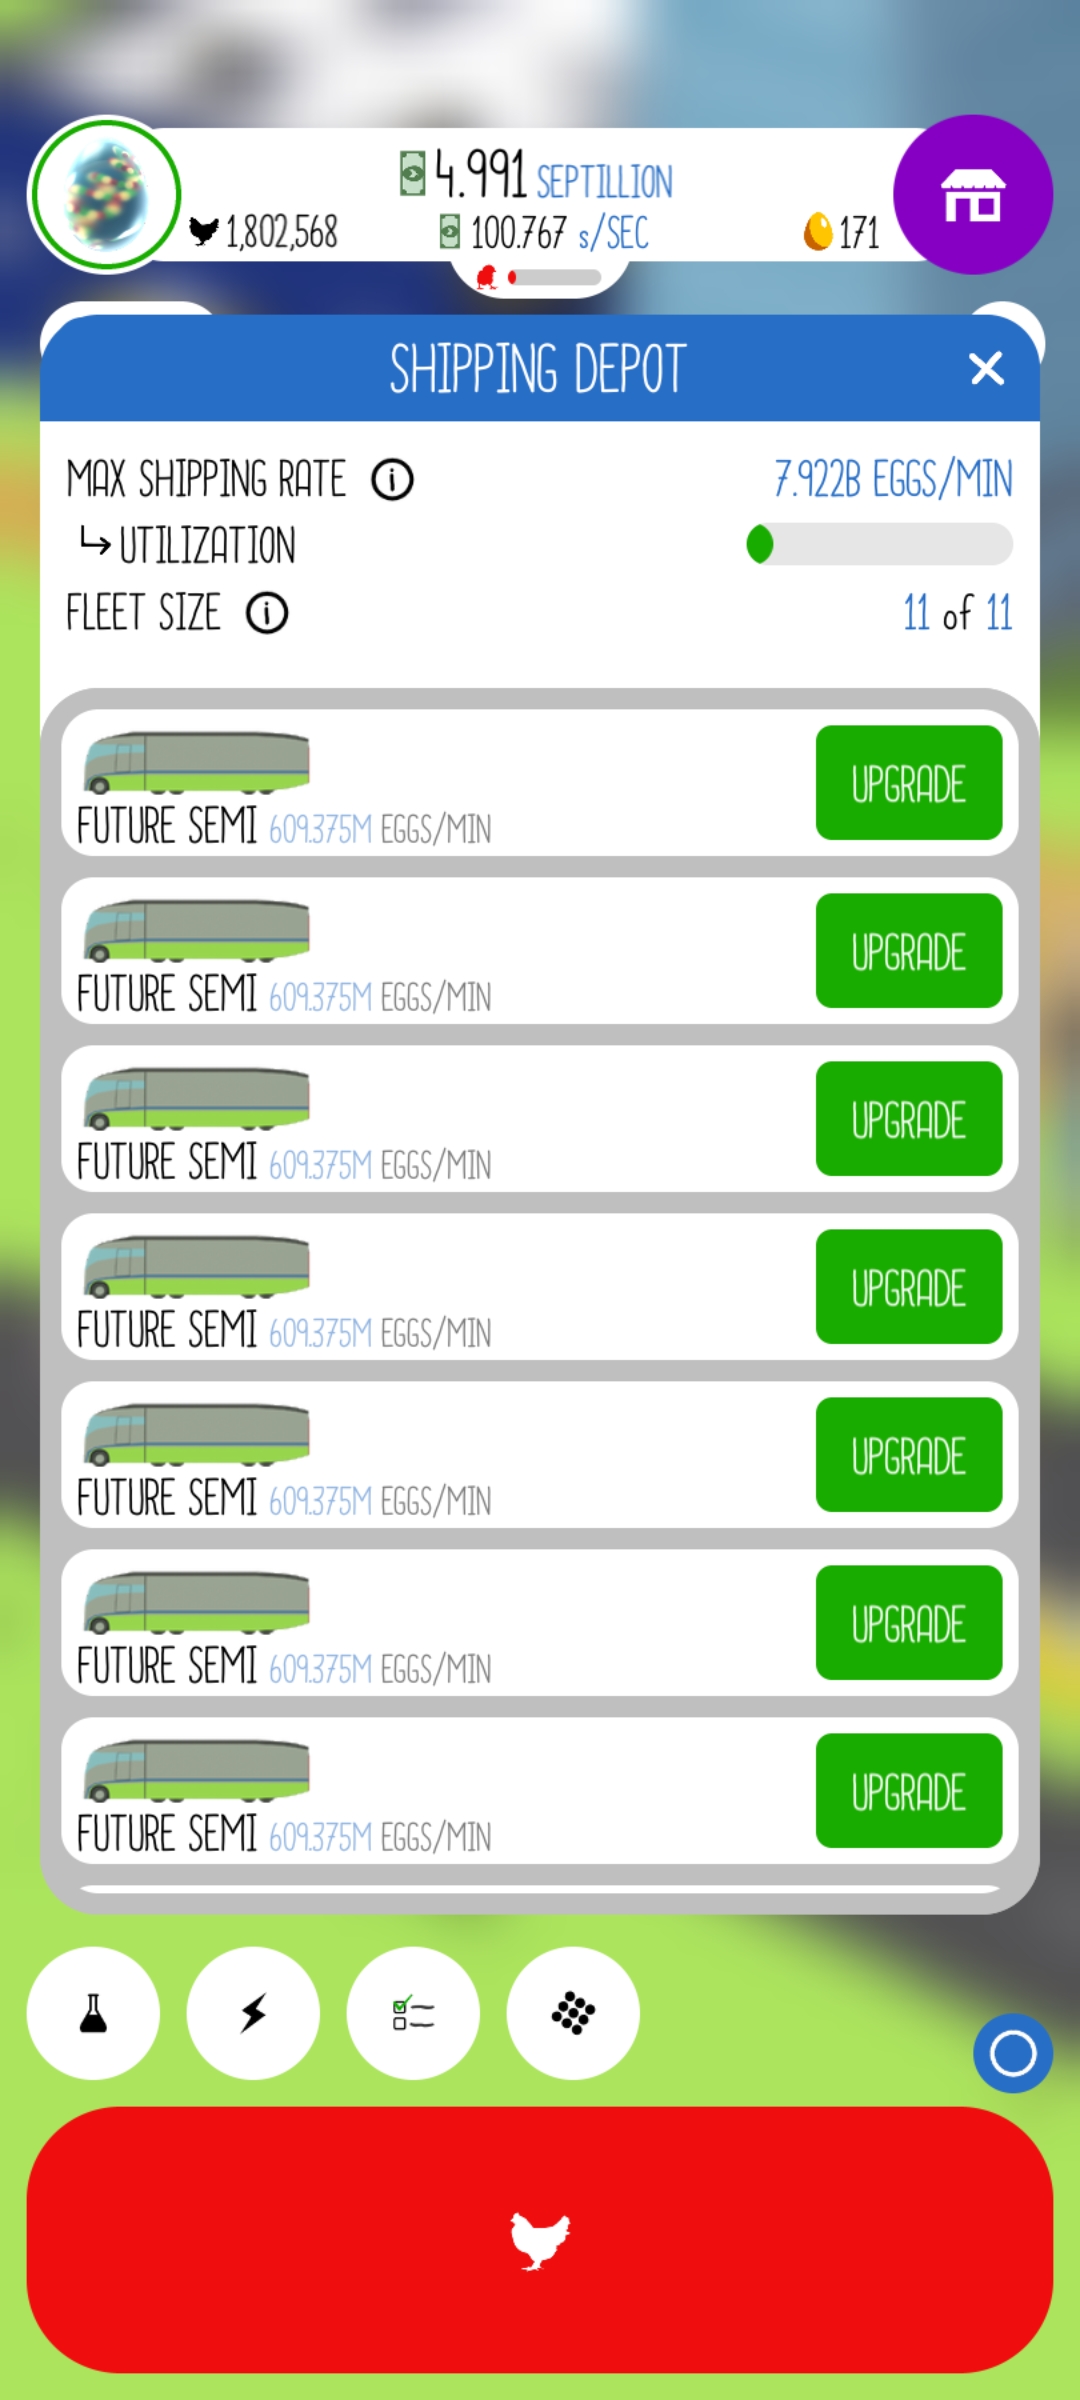 4.991 SEPTILLION
1,802,568 100.767 s/SEC 171
SHIPPING DEPOT
MAX SHIPPING RATE 7.922B EGGS/MIN
UTILIZATION
FLEET SIZE 11 of 11
UPGRADE
FUTURE SEMI 609.375M EGGS/MIN
UPGRADE
FUTURE SEMI 609.375M EGGS/MIN
UPGRADE
FUTURE SEMI 609.375M EGGS/MIN
UPGRADE
FUTURE SEMI 609.375M EGGS/MIN
UPGRADE
FUTURE SEMI 609.375M EGGS/MIN
UPGRADE
FUTURE SEMI 609.375M EGGS/MIN
UPGRADE
FUTURE SEMI 609.375M EGGS/MIN